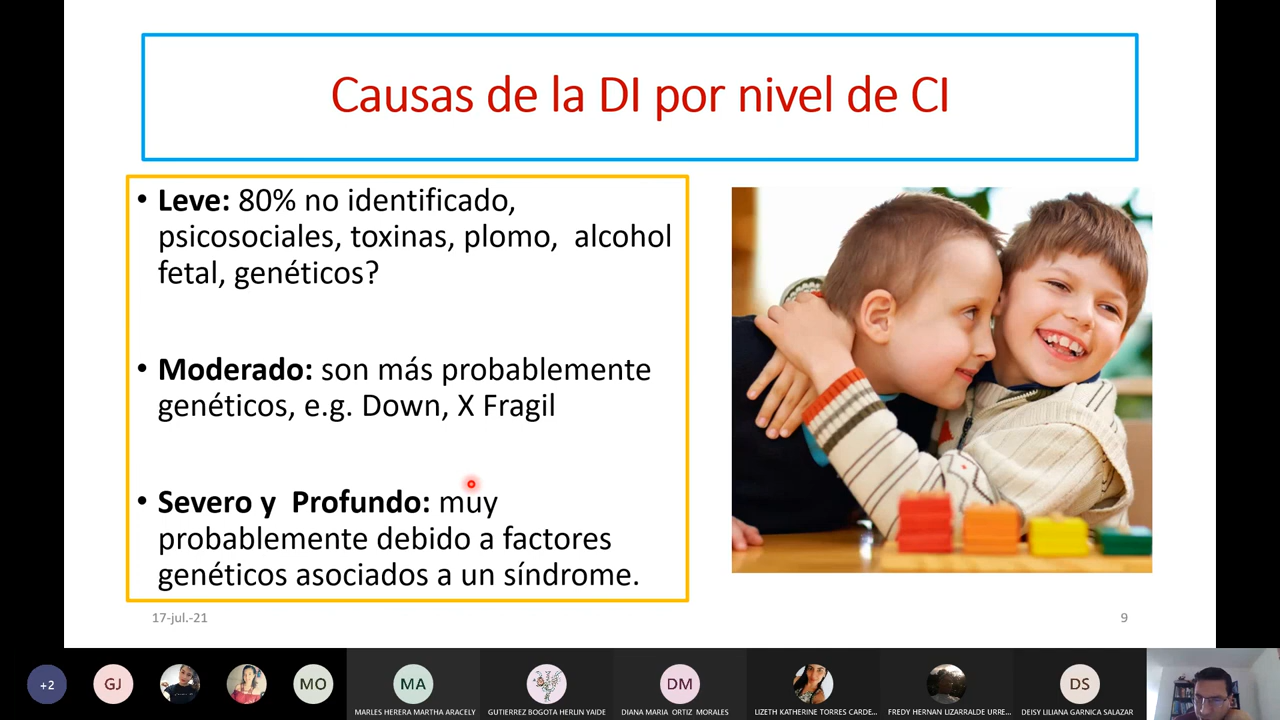 Causas de la DI por nivel de CI
• Leve: 80% no identificado,
psicosociales, toxinas, plomo, alcohol
fetal, genéticos?
• Moderado: son más probablemente
genéticos, e.g. Down, X Fragil
• Severo y Profundo: muy
probablemente debido a factores
genéticos asociados a un síndrome.
17-jul.-21
9
+2
GJ
MO
MA
DM
DS
MARLES HERERA MARTHA ARACELY
GUTIERREZ BOGOTA HERLIN YAIDE
DIANA MARIA ORTIZ MORALES
LIZETH KATHERINE TORRES CARDE...
FREDY HERNAN LIZARRALDE URRE...
DEISY LILIANA GARNICA SALAZAR